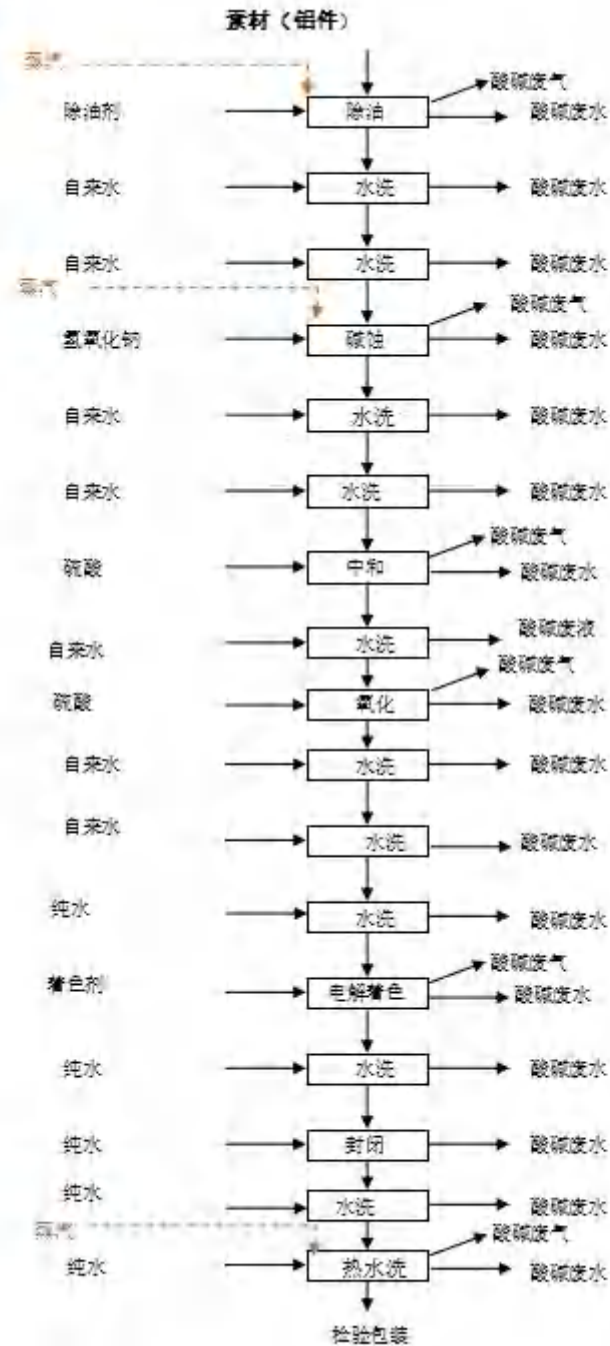 素材（铝件）
蒸汽
酸碱废气
除油剂 除油 酸碱废水
自来水 水洗 酸碱废水
自来水 水洗 酸碱废水
蒸汽 酸碱废气
氢氧化钠 碱蚀 酸碱废水
自来水 水洗 酸碱废水
自来水 水洗 酸碱废水
酸碱废气
硫酸 中和 酸碱废水
自来水 水洗 酸碱废液
酸碱废气
硫酸 氧化 酸碱废水
自来水 水洗 酸碱废水
自来水 水洗 酸碱废水
纯水 水洗 酸碱废水
酸碱废气
着色剂 电解着色 酸碱废水
纯水 水洗 酸碱废水
纯水 封闭 酸碱废水
纯水 水洗 酸碱废水
蒸汽 酸碱废气
纯水 热水洗 酸碱废水
检验包装